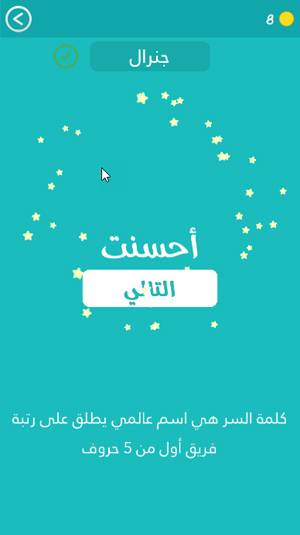 8
جنرال
أحسنت
التالي
كلمة السر هي اسم عالمي يطلق على رتبة
فريق أول من 5 حروف